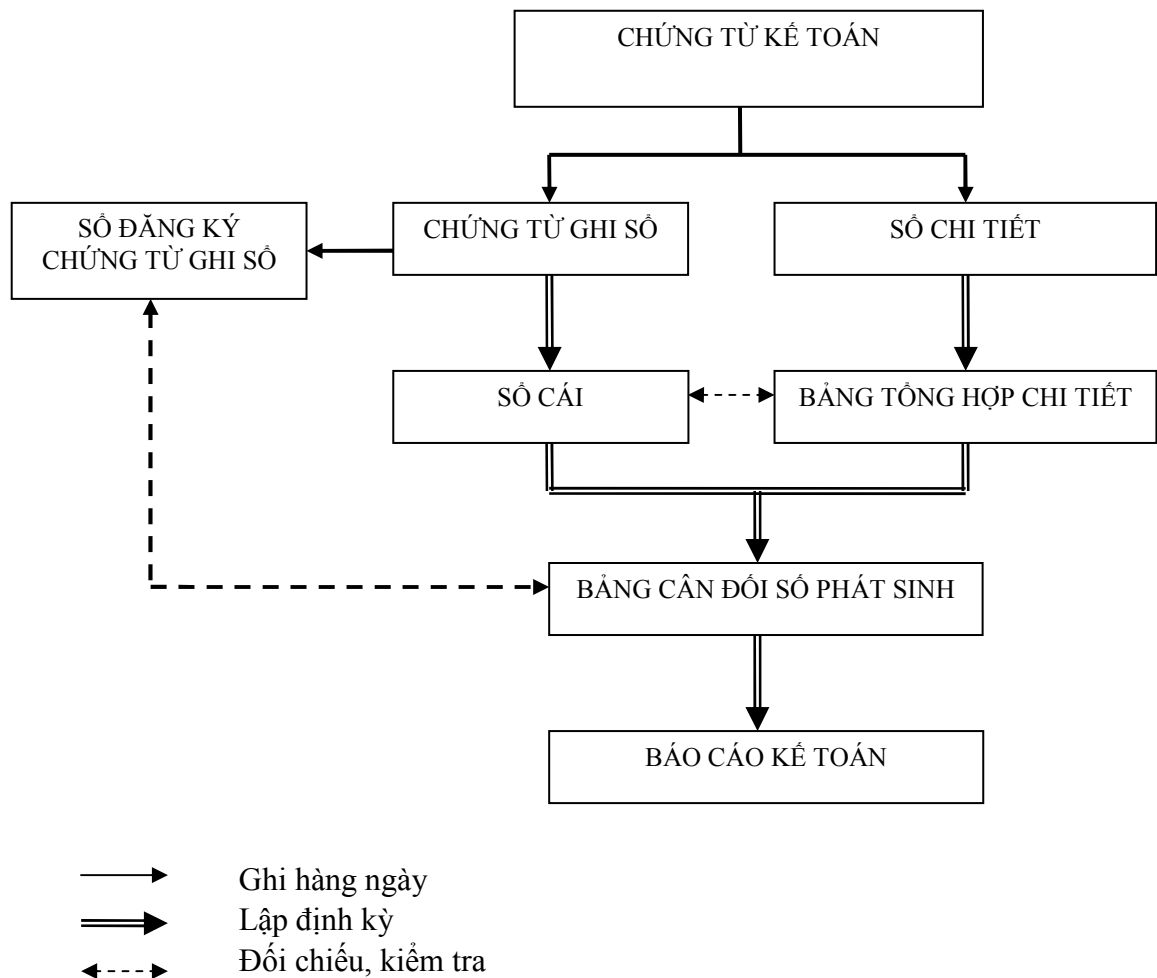 CHỨNG TỪ KẾ TOÁN
SỔ ĐĂNG KÝ
CHỨNG TỪ GHI SỔ
CHỨNG TỪ GHI SỔ
SỔ CHI TIẾT
SỔ CÁI
BẢNG TỔNG HỢP CHI TIẾT
BẢNG CÂN ĐỐI SỐ PHÁT SINH
BÁO CÁO KẾ TOÁN
Ghi hàng ngày
Lập định kỳ
Đối chiếu, kiểm tra